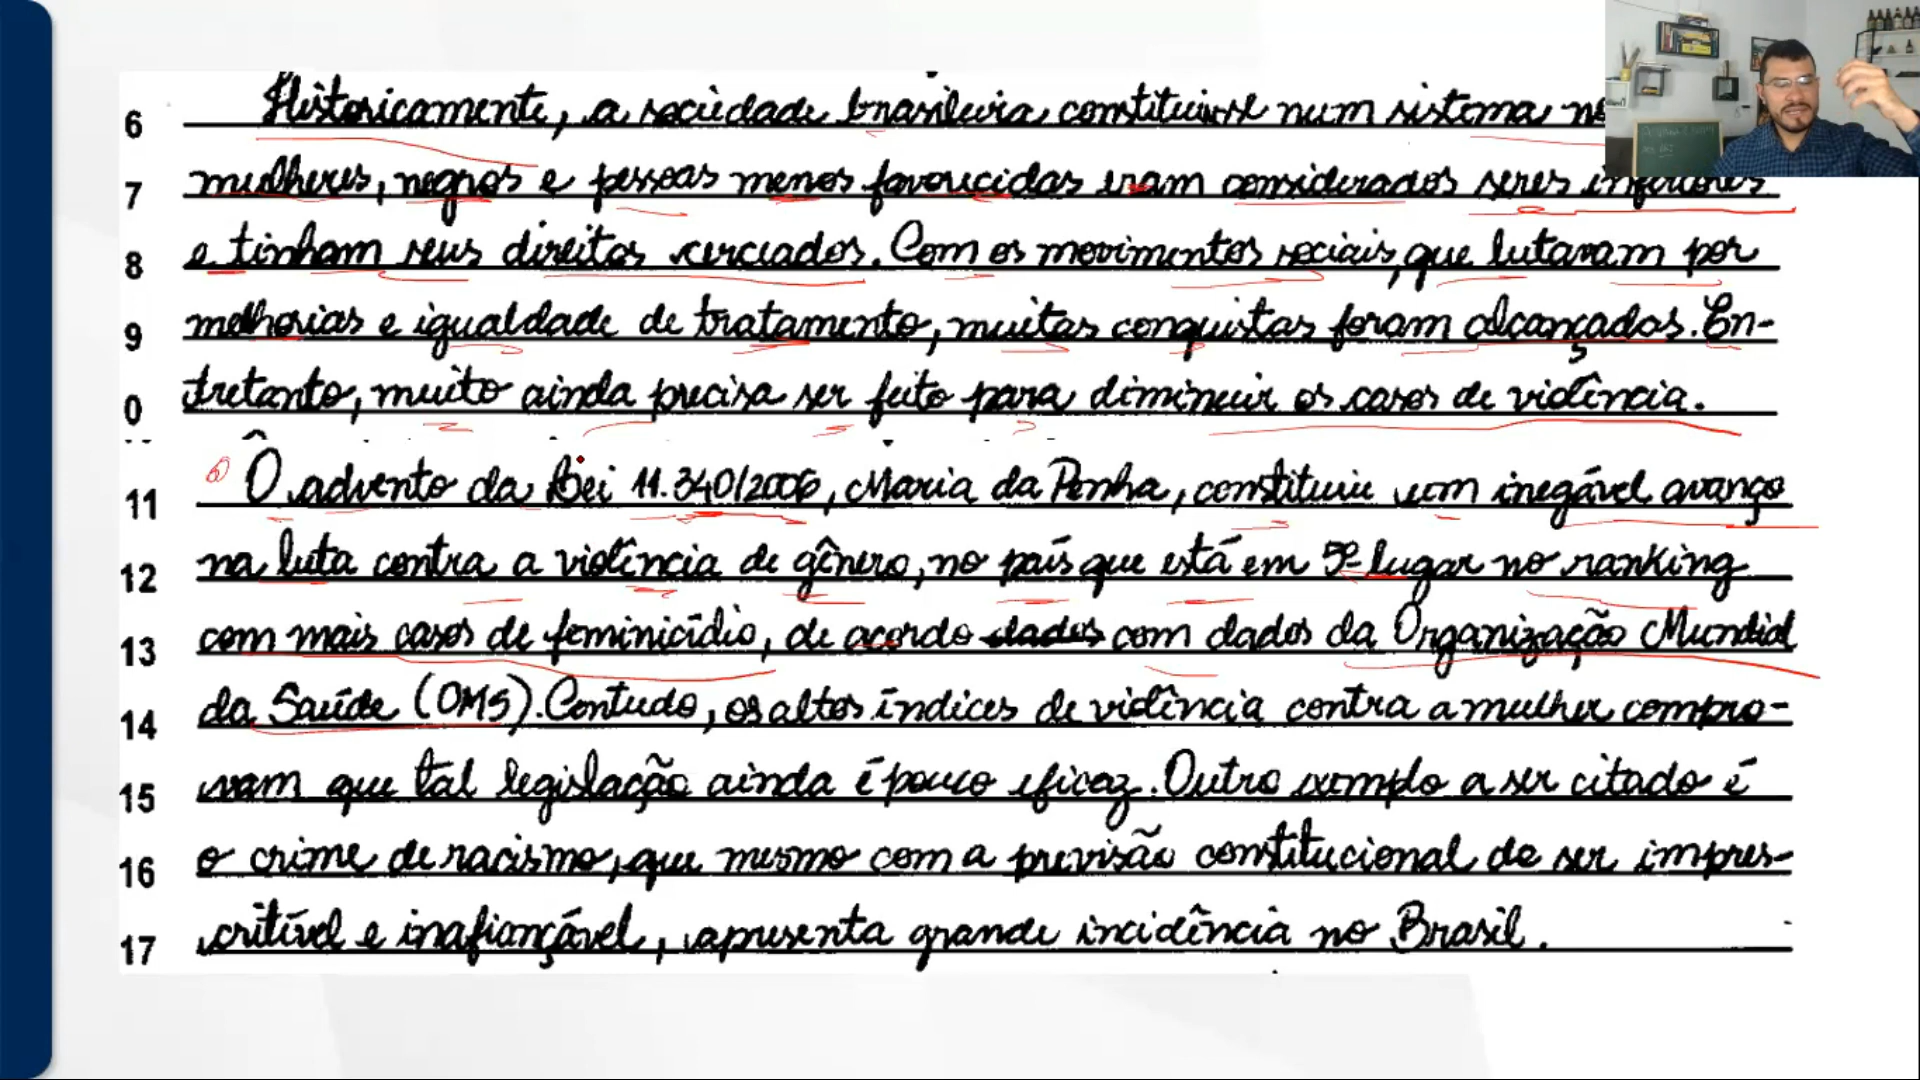 6 Historicamente, a sociedade brasileira constituiu-se num sistema
7 mulheres, negros e pessoas menos favorecidas eram considerados seres inferiores
8 e tinham seus direitos cerceados. Com os movimentos sociais, que lutavam por
9 melhorias e igualdade de tratamento, muitas conquistas foram alcançadas. En-
0 tretanto, muito ainda precisa ser feito para diminuir os casos de violência.
11 O advento da Lei 11.340/2006, Maria da Penha, constitui um inegável avanço
12 na luta contra a violência de gênero, no país que está em 5º lugar no ranking
13 com mais casos de feminicídio, de acordo dados com dados da Organização Mundial
14 da Saúde (OMS). Contudo, os altos índices de violência contra a mulher compro-
15 vam que tal legislação ainda é pouco eficaz. Outro exemplo a ser citado é
16 o crime de racismo, que mesmo com a previsão constitucional de ser impres-
17 critível e inafiançável, apresenta grande incidência no Brasil.